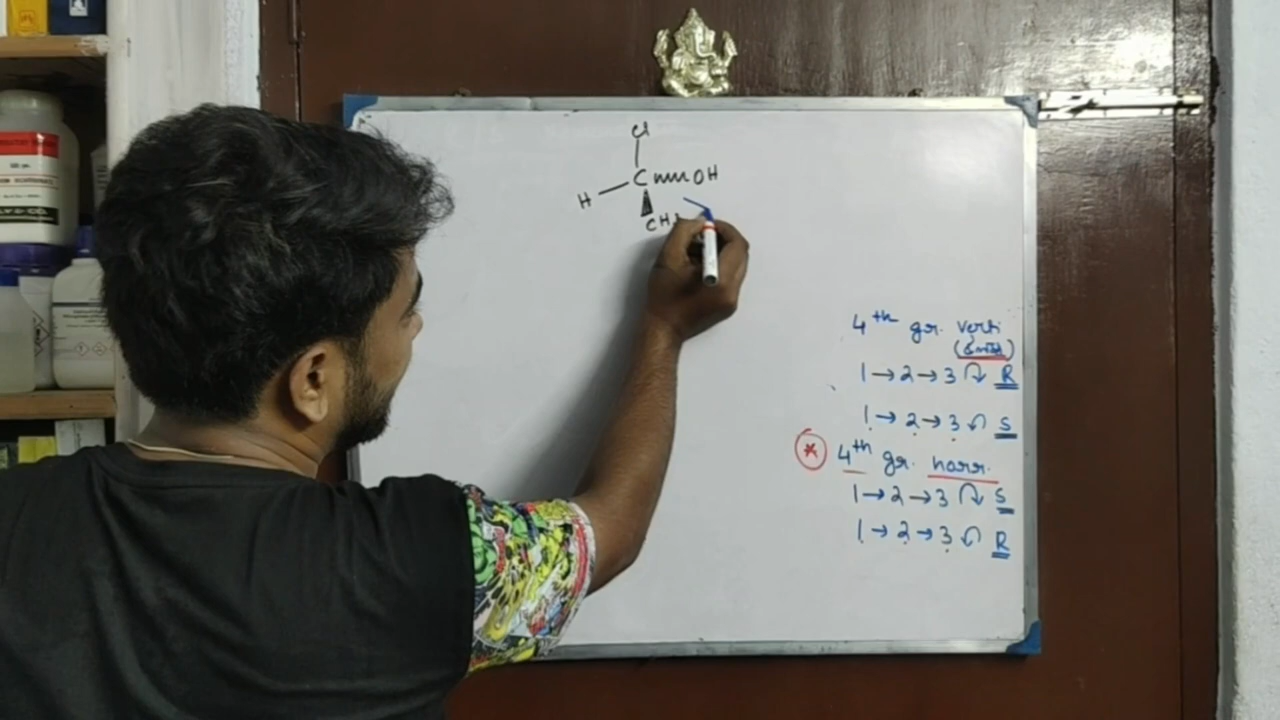 Cl
C OH
H
CH3
4th gr. verti
1→2→3 R
1→2→3 S
* 4th gr. horr.
1→2→3 S
1→2→3 R